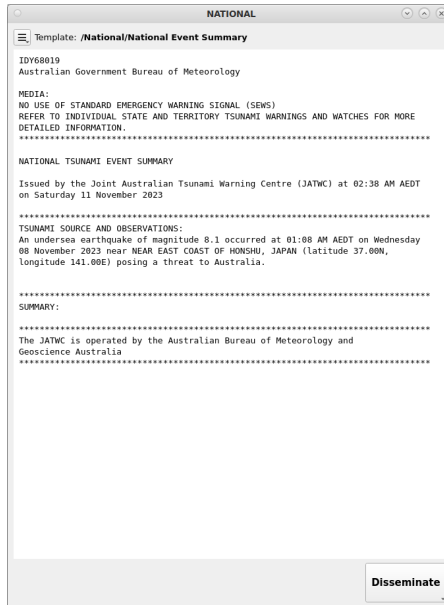 NATIONAL
Template: /National/National Event Summary
IDY68019
Australian Government Bureau of Meteorology
MEDIA:
NO USE OF STANDARD EMERGENCY WARNING SIGNAL (SEWS)
REFER TO INDIVIDUAL STATE AND TERRITORY TSUNAMI WARNINGS AND WATCHES FOR MORE
DETAILED INFORMATION.
********************************************************************************
NATIONAL TSUNAMI EVENT SUMMARY
Issued by the Joint Australian Tsunami Warning Centre (JATWC) at 02:38 AM AEDT
on Saturday 11 November 2023
********************************************************************************
TSUNAMI SOURCE AND OBSERVATIONS:
An undersea earthquake of magnitude 8.1 occurred at 01:08 AM AEDT on Wednesday
08 November 2023 near NEAR EAST COAST OF HONSHU, JAPAN (latitude 37.00N,
longitude 141.00E) posing a threat to Australia.
********************************************************************************
SUMMARY:
********************************************************************************
The JATWC is operated by the Australian Bureau of Meteorology and
Geoscience Australia
********************************************************************************
Disseminate